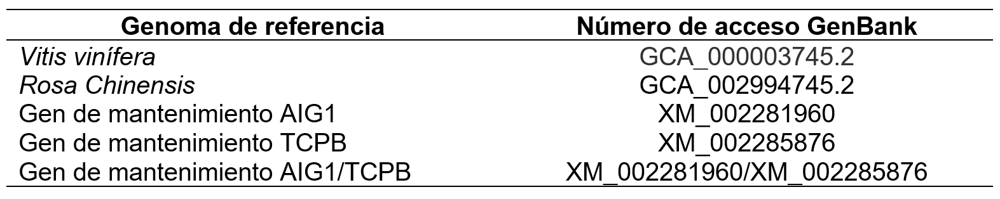 Genoma de referencia Número de acceso GenBank
Vitis vinífera GCA_000003745.2
Rosa Chinensis GCA_002994745.2
Gen de mantenimiento AIG1 XM_002281960
Gen de mantenimiento TCPB XM_002285876
Gen de mantenimiento AIG1/TCPB XM_002281960/XM_002285876